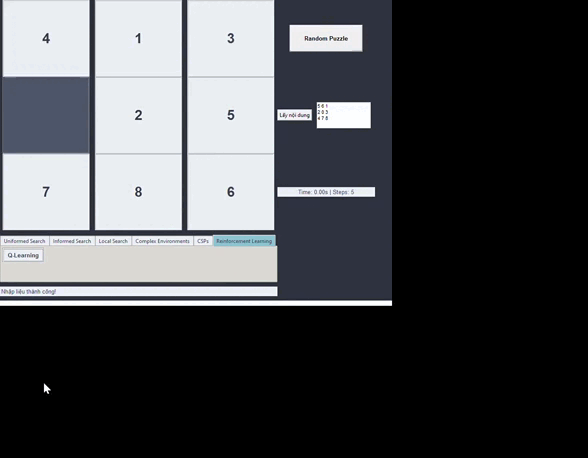 4 1 3
Random Puzzle
2 5
Lấy nội dung
5 6 1
2 0 3
4 7 8
7 8 6
Time: 0.00s | Steps: 5
Uniformed Search Informed Search Local Search Complex Environments CSPs Reinforcement Learning
Q-Learning
Nhập liệu thành công!